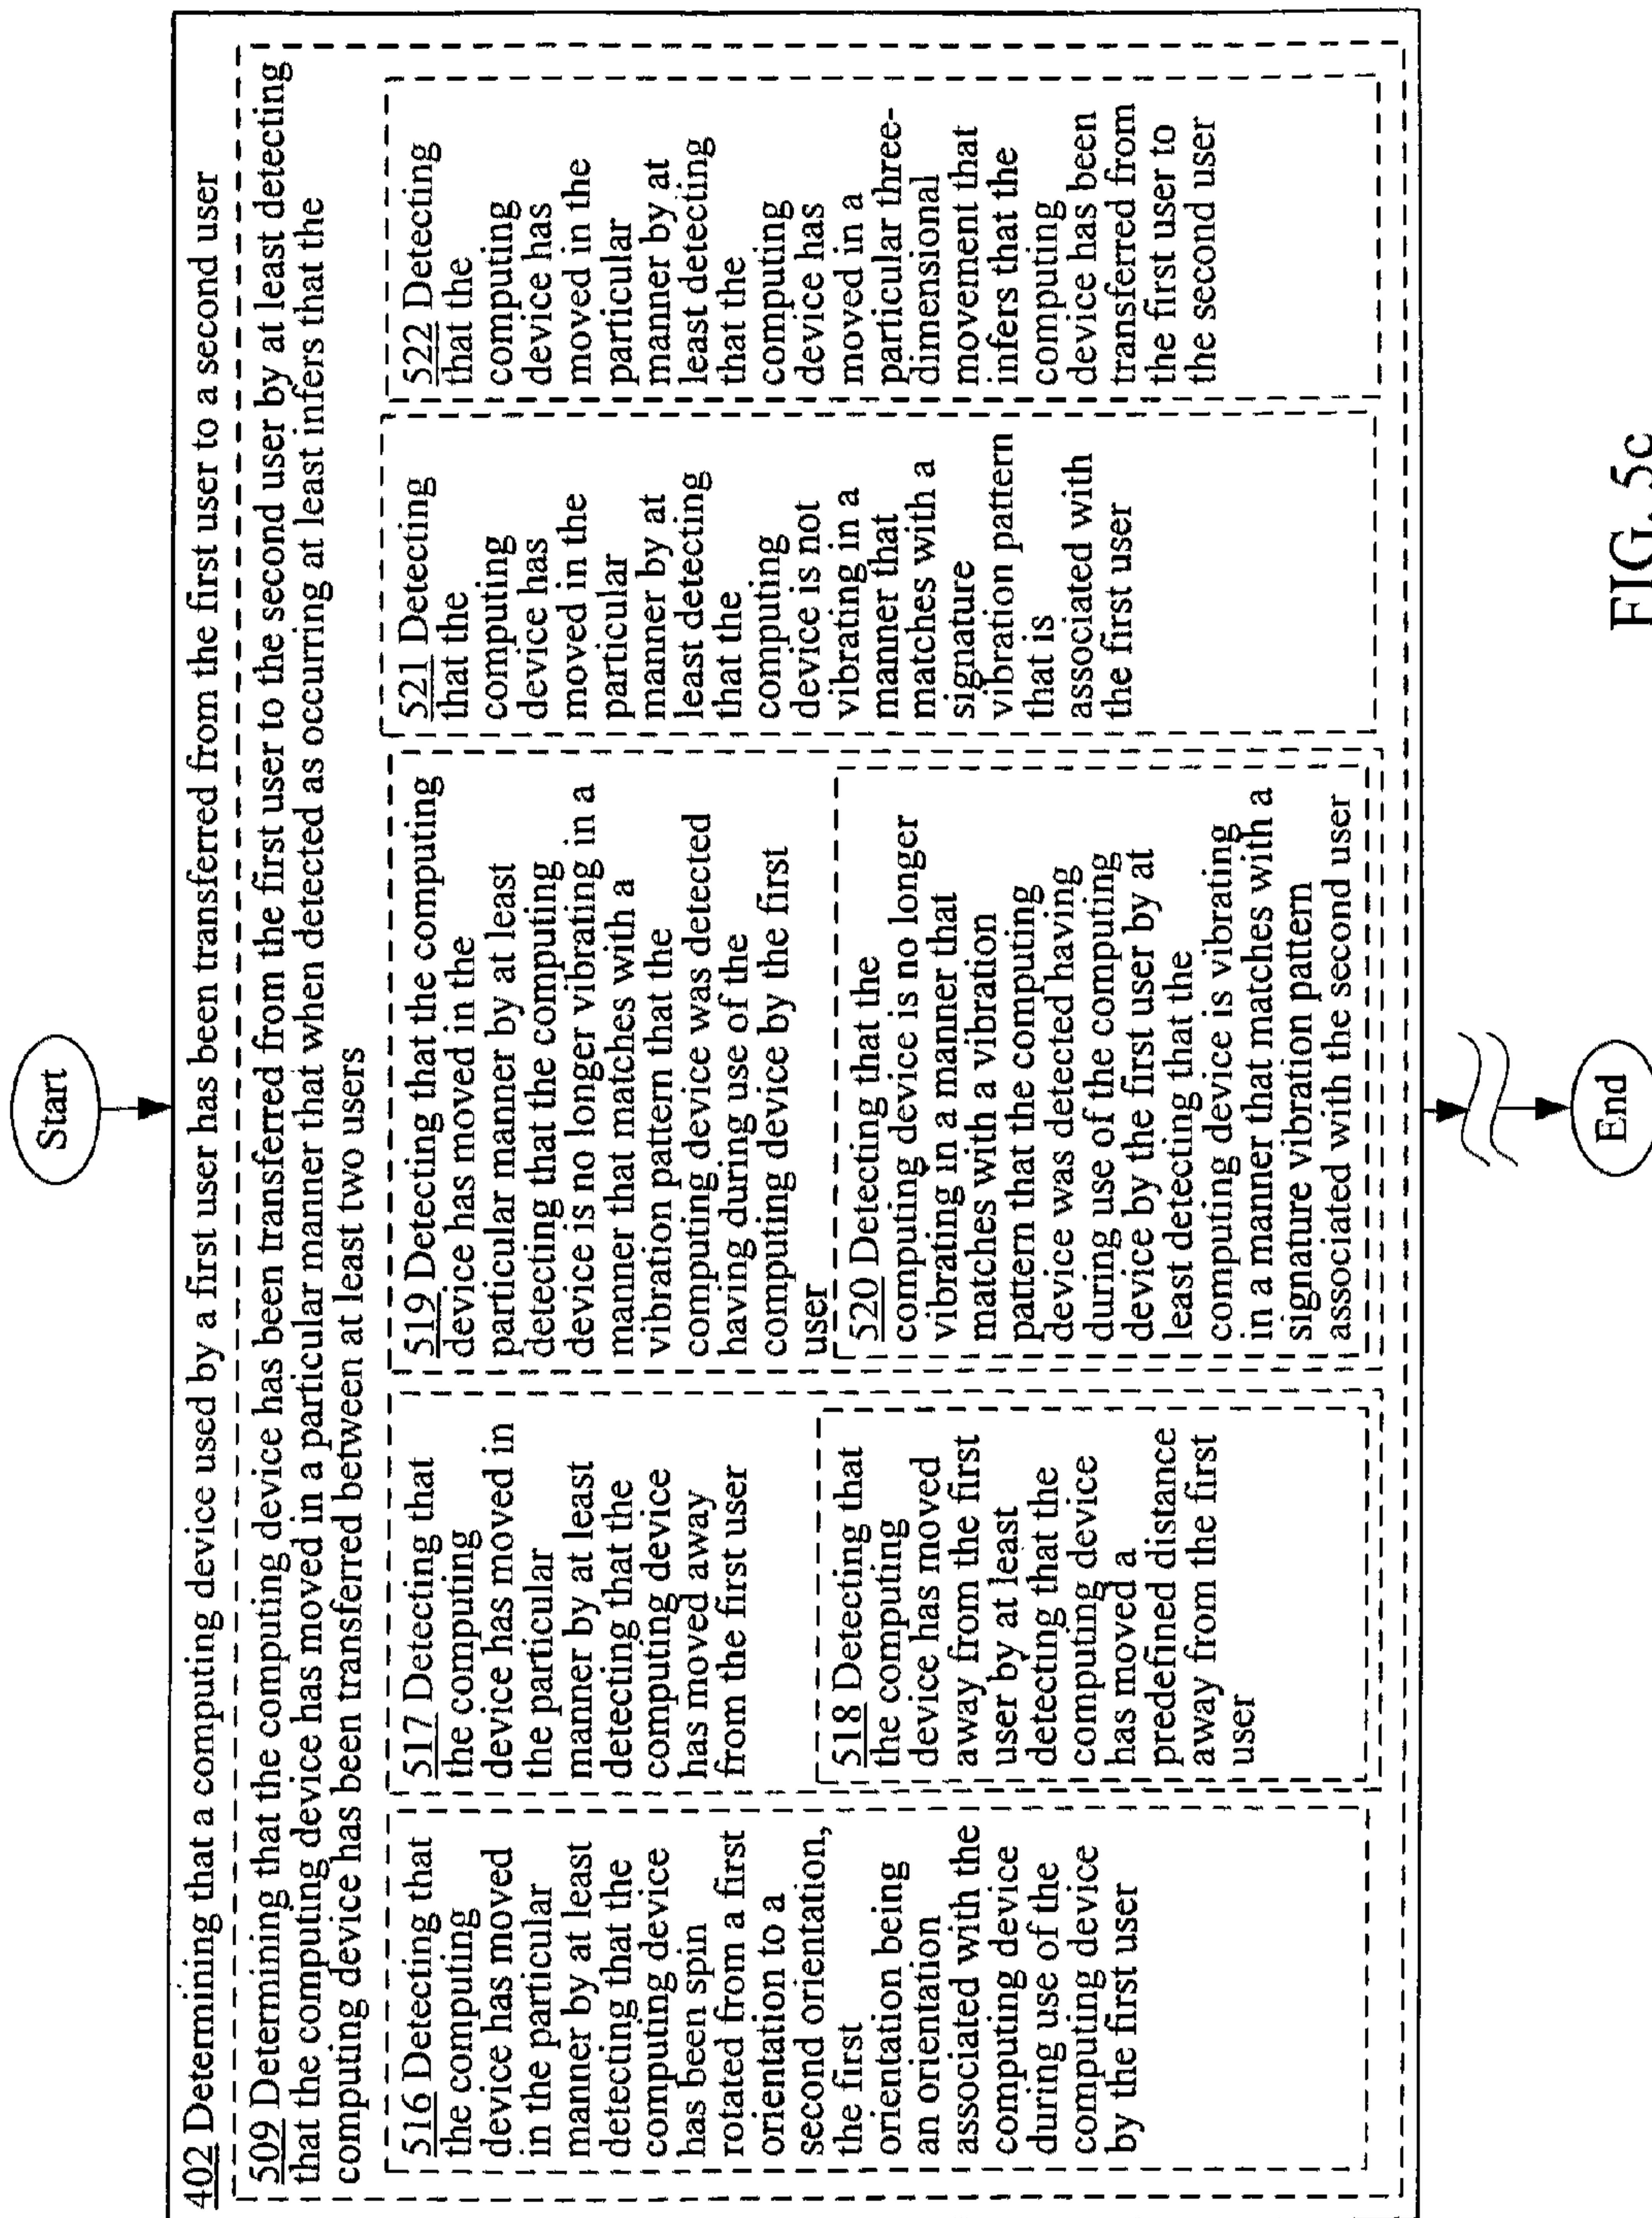 Start
402 Determining that a computing device used by a first user has been transferred from the first user to a second user
509 Determining that the computing device has been transferred from the first user to the second user by at least detecting
that the computing device has moved in a particular manner that when detected as occurring at least infers that the
computing device has been transferred between at least two users
516 Detecting that
the computing
device has moved
in the particular
manner by at least
detecting that the
computing device
has been spin
rotated from a first
orientation to a
second orientation,
the first
orientation being
an orientation
associated with the
computing device
during use of the
computing device
by the first user
517 Detecting that
the computing
device has moved in
the particular
manner by at least
detecting that the
computing device
has moved away
from the first user
518 Detecting that
the computing
device has moved
away from the first
user by at least
detecting that the
computing device
has moved a
predefined distance
away from the first
user
519 Detecting that the computing
device has moved in the
particular manner by at least
detecting that the computing
device is no longer vibrating in a
manner that matches with a
vibration pattern that the
computing device was detected
having during use of the
computing device by the first
user
520 Detecting that the
computing device is no longer
vibrating in a manner that
matches with a vibration
pattern that the computing
device was detected having
during use of the computing
device by the first user by at
least detecting that the
computing device is vibrating
in a manner that matches with a
signature vibration pattern
associated with the second user
521 Detecting
that the
computing
device has
moved in the
particular
manner by at
least detecting
that the
computing
device is not
vibrating in a
manner that
matches with a
signature
vibration pattern
that is
associated with
the first user
522 Detecting
that the
computing
device has
moved in the
particular
manner by at
least detecting
that the
computing
device has
moved in a
particular three-
dimensional
movement that
infers that the
computing
device has been
transferred from
the first user to
the second user
End
FIG. 5c